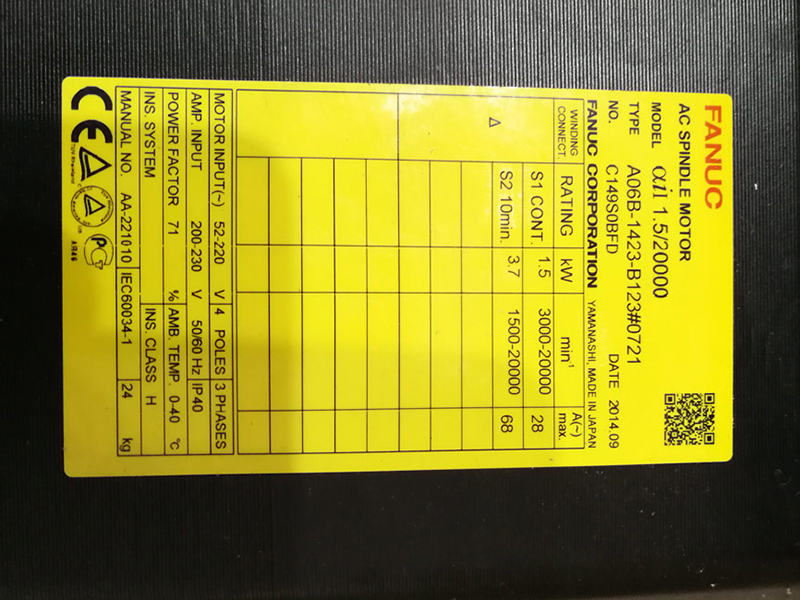 FANUC
AC SPINDLE MOTOR
MODEL αiI 1.5/20000
TYPE A06B-1423-B123#0721
NO. C149S0BFD DATE 2014.09
FANUC CORPORATION YAMANASHI, MADE IN JAPAN
WINDING CONNECT. RATING kW min⁻¹ A(~) max.
Δ S1 CONT. 1.5 3000-20000 28
S2 10min. 3.7 1500-20000 68
MOTOR INPUT(~) 52-220 V 4 POLES 3 PHASES
AMP. INPUT 200-230 V 50/60 Hz IP40
POWER FACTOR 71 % AMB. TEMP. 0-40 °C
INS. SYSTEM INS. CLASS H
MANUAL NO. AA-221010 IEC60034-1 24 kg
CE TÜV Rheinland PC